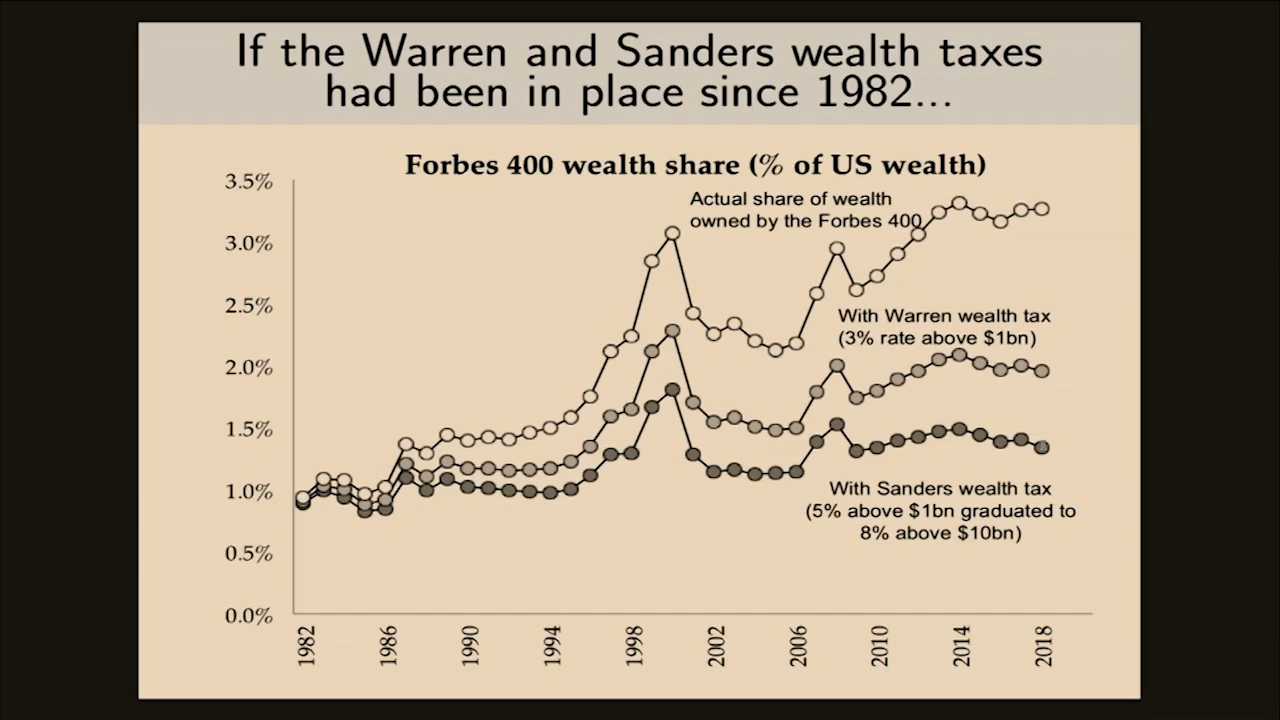 If the Warren and Sanders wealth taxes
had been in place since 1982...
Forbes 400 wealth share (% of US wealth)
3.5%
3.0%
2.5%
2.0%
1.5%
1.0%
0.5%
0.0%
Actual share of wealth
owned by the Forbes 400
With Warren wealth tax
(3% rate above $1bn)
With Sanders wealth tax
(5% above $1bn graduated to
8% above $10bn)
1982
1986
1990
1994
1998
2002
2006
2010
2014
2018